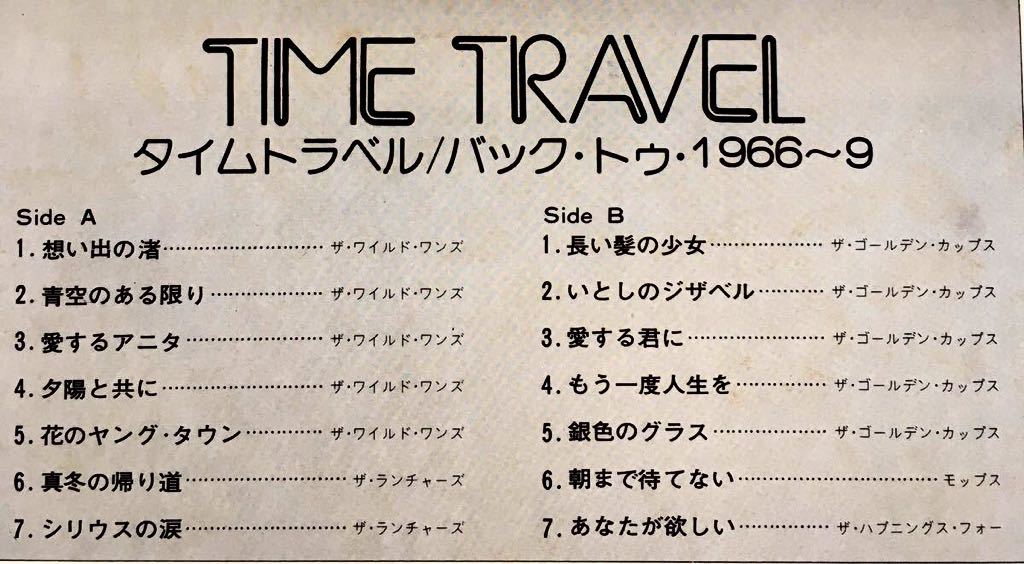 TIME TRAVEL
タイムトラベル/バック・トゥ・1966〜9
Side A
1.想い出の渚 ザ・ワイルド・ワンズ
2.青空のある限り ザ・ワイルド・ワンズ
3.愛するアニタ ザ・ワイルド・ワンズ
4.夕陽と共に ザ・ワイルド・ワンズ
5.花のヤング・タウン ザ・ワイルド・ワンズ
6.真冬の帰り道 ザ・ランチャーズ
7.シリウスの涙 ザ・ランチャーズ
Side B
1.長い髪の少女 ザ・ゴールデン・カップス
2.いとしのジザベル ザ・ゴールデン・カップス
3.愛する君に ザ・ゴールデン・カップス
4.もう一度人生を ザ・ゴールデン・カップス
5.銀色のグラス ザ・ゴールデン・カップス
6.朝まで待てない モップス
7.あなたが欲しい ザ・ハプニングス・フォー